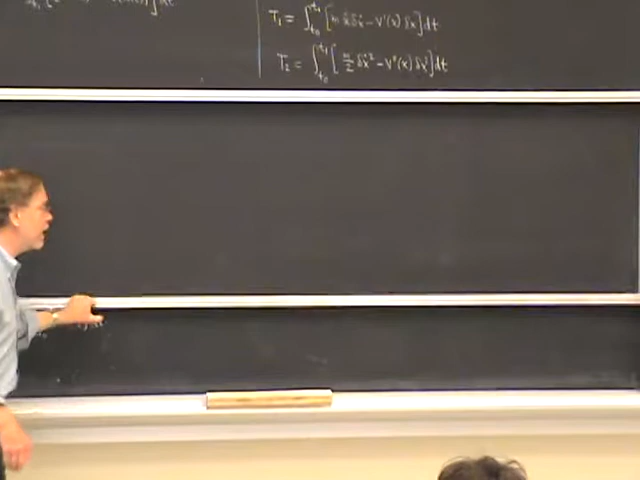 T₁ = ∫_{t₀}^{t₁} [m ẋ δẋ - V'(x) δx] dt
T₂ = ∫_{t₀}^{t₁} [m/2 δẋ² - V''(x) δx²] dt